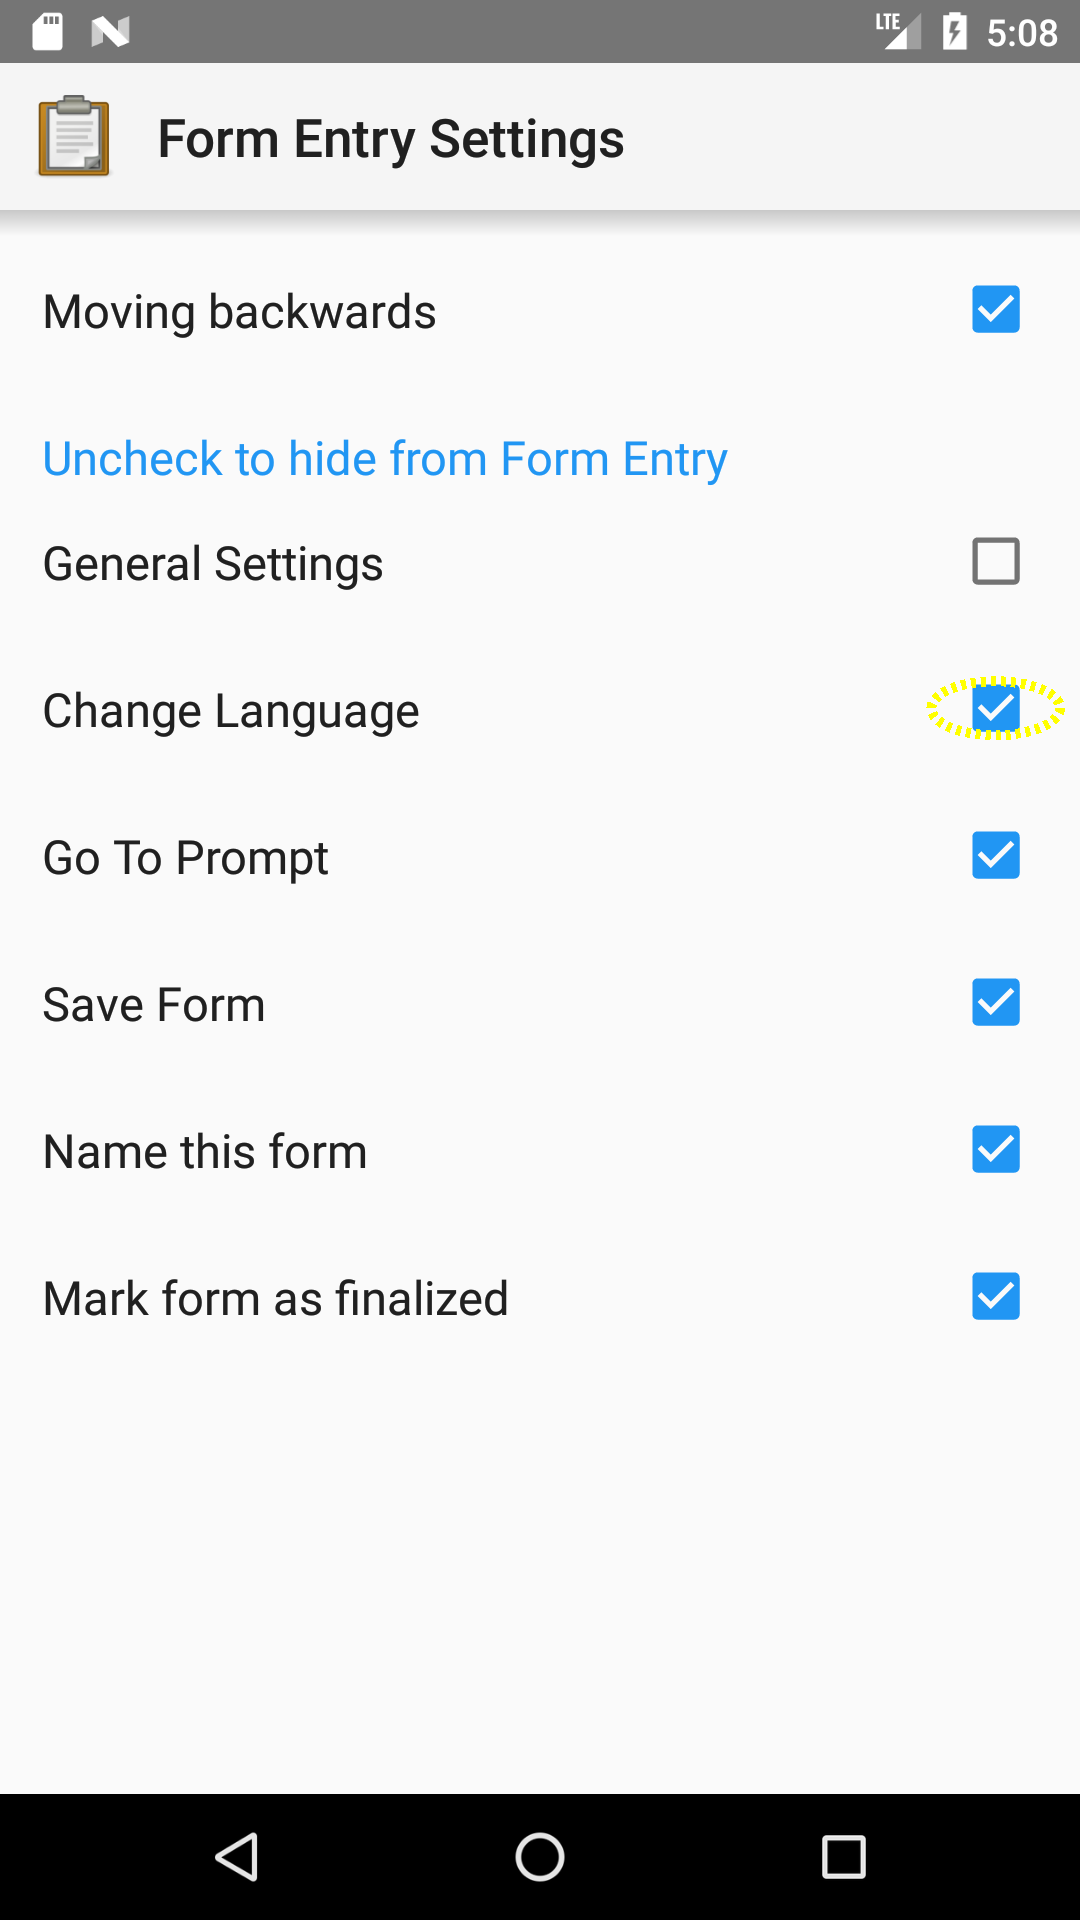 LTE 5:08
Form Entry Settings
Moving backwards
Uncheck to hide from Form Entry
General Settings
Change Language
Go To Prompt
Save Form
Name this form
Mark form as finalized